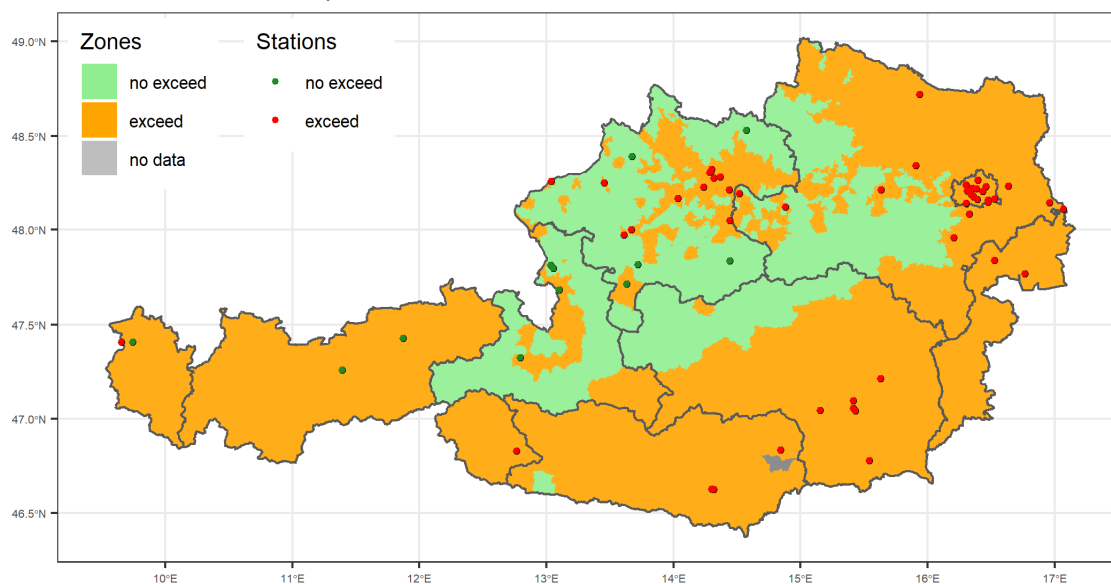 Zones
no exceed
exceed
no data
Stations
no exceed
exceed
49.0°N
48.5°N
48.0°N
47.5°N
47.0°N
46.5°N
10°E 11°E 12°E 13°E 14°E 15°E 16°E 17°E